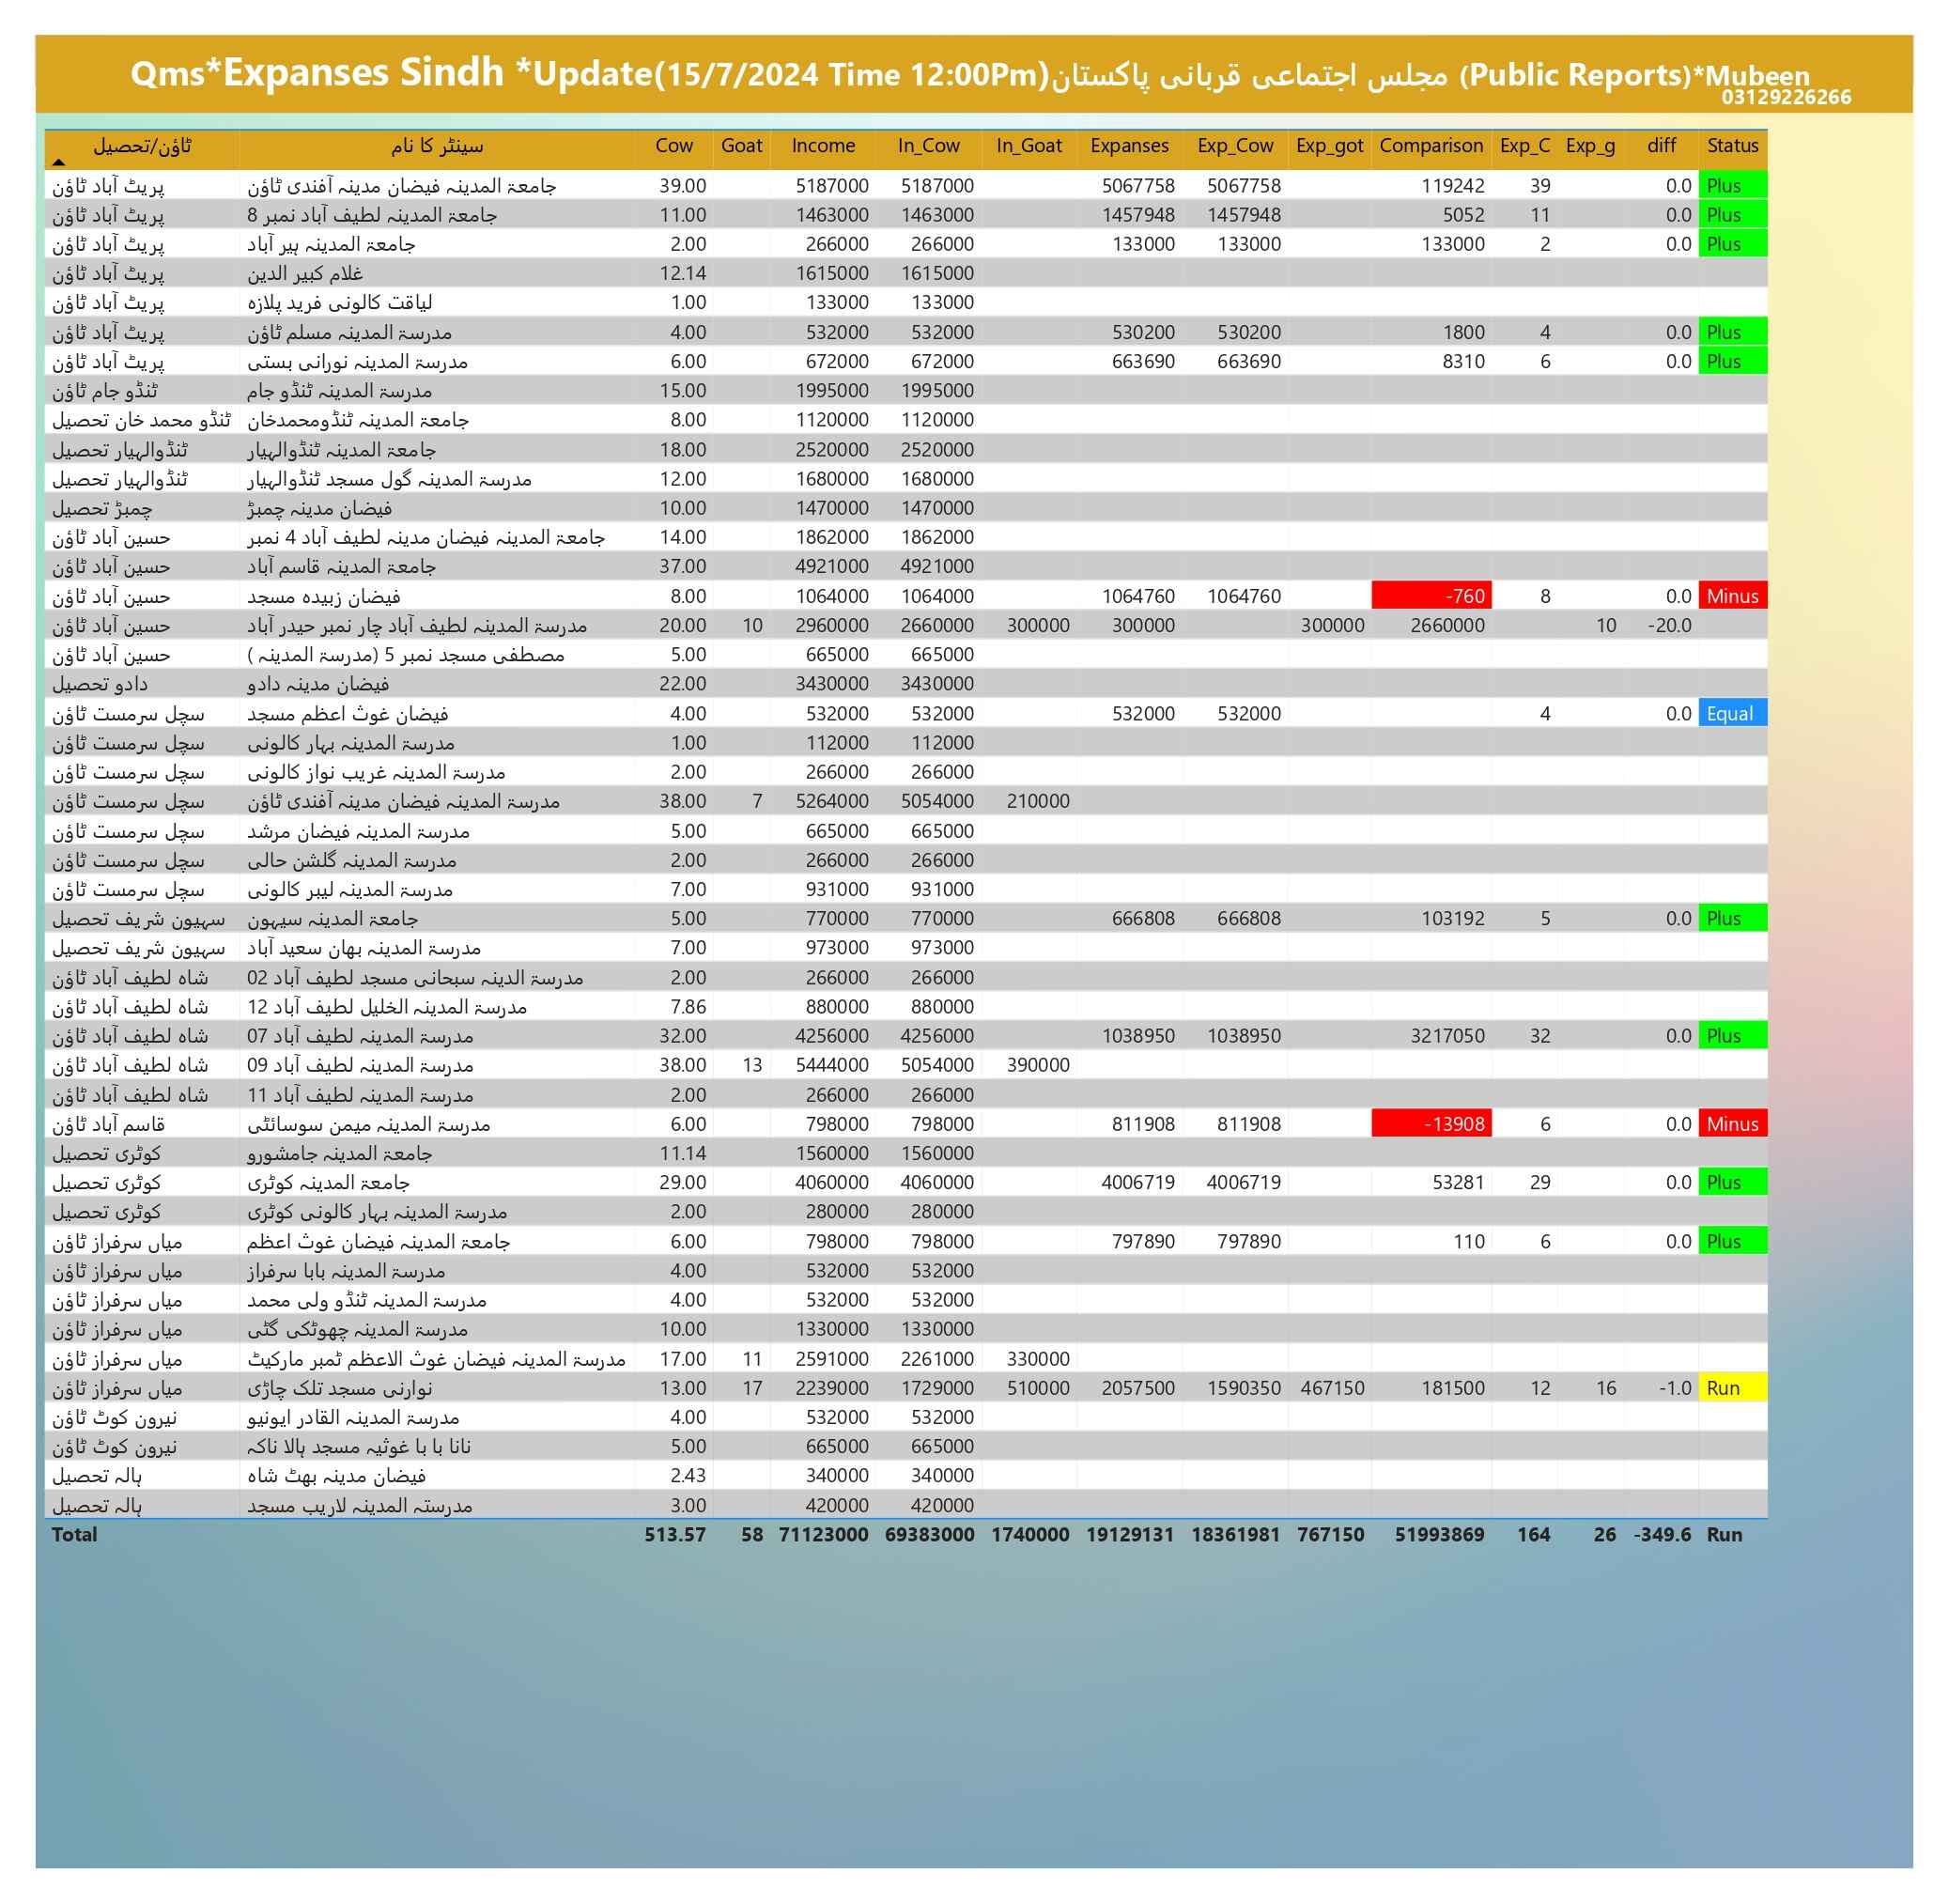 Qms*Expanses Sindh *Update(15/7/2024 Time 12:00Pm)مجلس اجتماعی قربانی پاکستان (Public Reports)*Mubeen
03129226266
ٹاؤن/تحصیل سینٹر کا نام Cow Goat Income In_Cow In_Goat Expanses Exp_Cow Exp_got Comparison Exp_C Exp_g diff Status
پریٹ آباد ٹاؤن جامعۃ المدینہ فیضان مدینہ آفندی ٹاؤن 39.00 5187000 5187000 5067758 5067758 119242 39 0.0 Plus
پریٹ آباد ٹاؤن جامعۃ المدینہ لطیف آباد نمبر 8 11.00 1463000 1463000 1457948 1457948 5052 11 0.0 Plus
پریٹ آباد ٹاؤن جامعۃ المدینہ ہیر آباد 2.00 266000 266000 133000 133000 133000 2 0.0 Plus
پریٹ آباد ٹاؤن غلام کبیر الدین 12.14 1615000 1615000
پریٹ آباد ٹاؤن لیاقت کالونی فرید پلازہ 1.00 133000 133000
پریٹ آباد ٹاؤن مدرسۃ المدینہ مسلم ٹاؤن 4.00 532000 532000 530200 530200 1800 4 0.0 Plus
پریٹ آباد ٹاؤن مدرسۃ المدینہ نورانی بستی 6.00 672000 672000 663690 663690 8310 6 0.0 Plus
ٹنڈو جام ٹاؤن مدرسۃ المدینہ ٹنڈو جام 15.00 1995000 1995000
ٹنڈو محمد خان تحصیل جامعۃ المدینہ ٹنڈومحمدخان 8.00 1120000 1120000
ٹنڈوالہیار تحصیل جامعۃ المدینہ ٹنڈوالہیار 18.00 2520000 2520000
ٹنڈوالہیار تحصیل مدرسۃ المدینہ گول مسجد ٹنڈوالہیار 12.00 1680000 1680000
چمبڑ تحصیل فیضان مدینہ چمبڑ 10.00 1470000 1470000
حسین آباد ٹاؤن جامعۃ المدینہ فیضان مدینہ لطیف آباد 4 نمبر 14.00 1862000 1862000
حسین آباد ٹاؤن جامعۃ المدینہ قاسم آباد 37.00 4921000 4921000
حسین آباد ٹاؤن فیضان زبیدہ مسجد 8.00 1064000 1064000 1064760 1064760 -760 8 0.0 Minus
حسین آباد ٹاؤن مدرسۃ المدینہ لطیف آباد چار نمبر حیدر آباد 20.00 10 2960000 2660000 300000 300000 300000 2660000 10 -20.0
حسین آباد ٹاؤن مصطفی مسجد نمبر 5 (مدرسۃ المدینہ ) 5.00 665000 665000
دادو تحصیل فیضان مدینہ دادو 22.00 3430000 3430000
سچل سرمست ٹاؤن فیضان غوث اعظم مسجد 4.00 532000 532000 532000 532000 4 0.0 Equal
سچل سرمست ٹاؤن مدرسۃ المدینہ بہار کالونی 1.00 112000 112000
سچل سرمست ٹاؤن مدرسۃ المدینہ غریب نواز کالونی 2.00 266000 266000
سچل سرمست ٹاؤن مدرسۃ المدینہ فیضان مدینہ آفندی ٹاؤن 38.00 7 5264000 5054000 210000
سچل سرمست ٹاؤن مدرسۃ المدینہ فیضان مرشد 5.00 665000 665000
سچل سرمست ٹاؤن مدرسۃ المدینہ گلشن حالی 2.00 266000 266000
سچل سرمست ٹاؤن مدرسۃ المدینہ لیبر کالونی 7.00 931000 931000
سہیون شریف تحصیل جامعۃ المدینہ سیہون 5.00 770000 770000 666808 666808 103192 5 0.0 Plus
سہیون شریف تحصیل مدرسۃ المدینہ بھان سعید آباد 7.00 973000 973000
شاہ لطیف آباد ٹاؤن مدرسۃ الدینہ سبحانی مسجد لطیف آباد 02 2.00 266000 266000
شاہ لطیف آباد ٹاؤن مدرسۃ المدینہ الخلیل لطیف آباد 12 7.86 880000 880000
شاہ لطیف آباد ٹاؤن مدرسۃ المدینہ لطیف آباد 07 32.00 4256000 4256000 1038950 1038950 3217050 32 0.0 Plus
شاہ لطیف آباد ٹاؤن مدرسۃ المدینہ لطیف آباد 09 38.00 13 5444000 5054000 390000
شاہ لطیف آباد ٹاؤن مدرسۃ المدینہ لطیف آباد 11 2.00 266000 266000
قاسم آباد ٹاؤن مدرسۃ المدینہ میمن سوسائٹی 6.00 798000 798000 811908 811908 -13908 6 0.0 Minus
کوٹری تحصیل جامعۃ المدینہ جامشورو 11.14 1560000 1560000
کوٹری تحصیل جامعۃ المدینہ کوٹری 29.00 4060000 4060000 4006719 4006719 53281 29 0.0 Plus
کوٹری تحصیل مدرسۃ المدینہ بہار کالونی کوٹری 2.00 280000 280000
میاں سرفراز ٹاؤن جامعۃ المدینہ فیضان غوث اعظم 6.00 798000 798000 797890 797890 110 6 0.0 Plus
میاں سرفراز ٹاؤن مدرسۃ المدینہ بابا سرفراز 4.00 532000 532000
میاں سرفراز ٹاؤن مدرسۃ المدینہ ٹنڈو ولی محمد 4.00 532000 532000
میاں سرفراز ٹاؤن مدرسۃ المدینہ چھوٹکی گٹی 10.00 1330000 1330000
میاں سرفراز ٹاؤن مدرسۃ المدینہ فیضان غوث الاعظم ٹمبر مارکیٹ 17.00 11 2591000 2261000 330000
میاں سرفراز ٹاؤن نوارنی مسجد تلک چاڑی 13.00 17 2239000 1729000 510000 2057500 1590350 467150 181500 12 16 -1.0 Run
نیرون کوٹ ٹاؤن مدرسۃ المدینہ القادر ایونیو 4.00 532000 532000
نیرون کوٹ ٹاؤن نانا با با غوثیہ مسجد ہالا ناکہ 5.00 665000 665000
ہالہ تحصیل فیضان مدینہ بھٹ شاہ 2.43 340000 340000
ہالہ تحصیل مدرستہ المدینہ لاریب مسجد 3.00 420000 420000
Total 513.57 58 71123000 69383000 1740000 19129131 18361981 767150 51993869 164 26 -349.6 Run